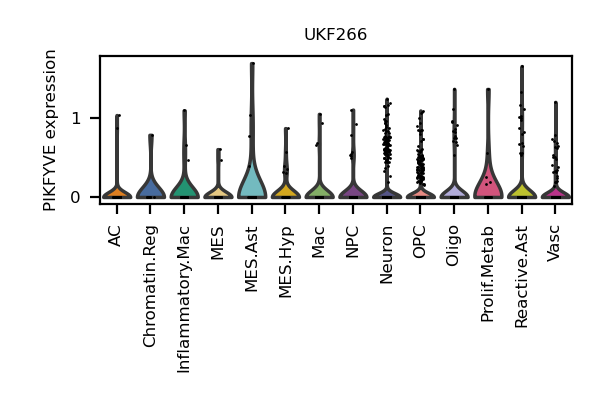 UKF266
PIKFYVE expression
1
0
AC
Chromatin.Reg
Inflammatory.Mac
MES
MES.Ast
MES.Hyp
Mac
NPC
Neuron
OPC
Oligo
Prolif.Metab
Reactive.Ast
Vasc